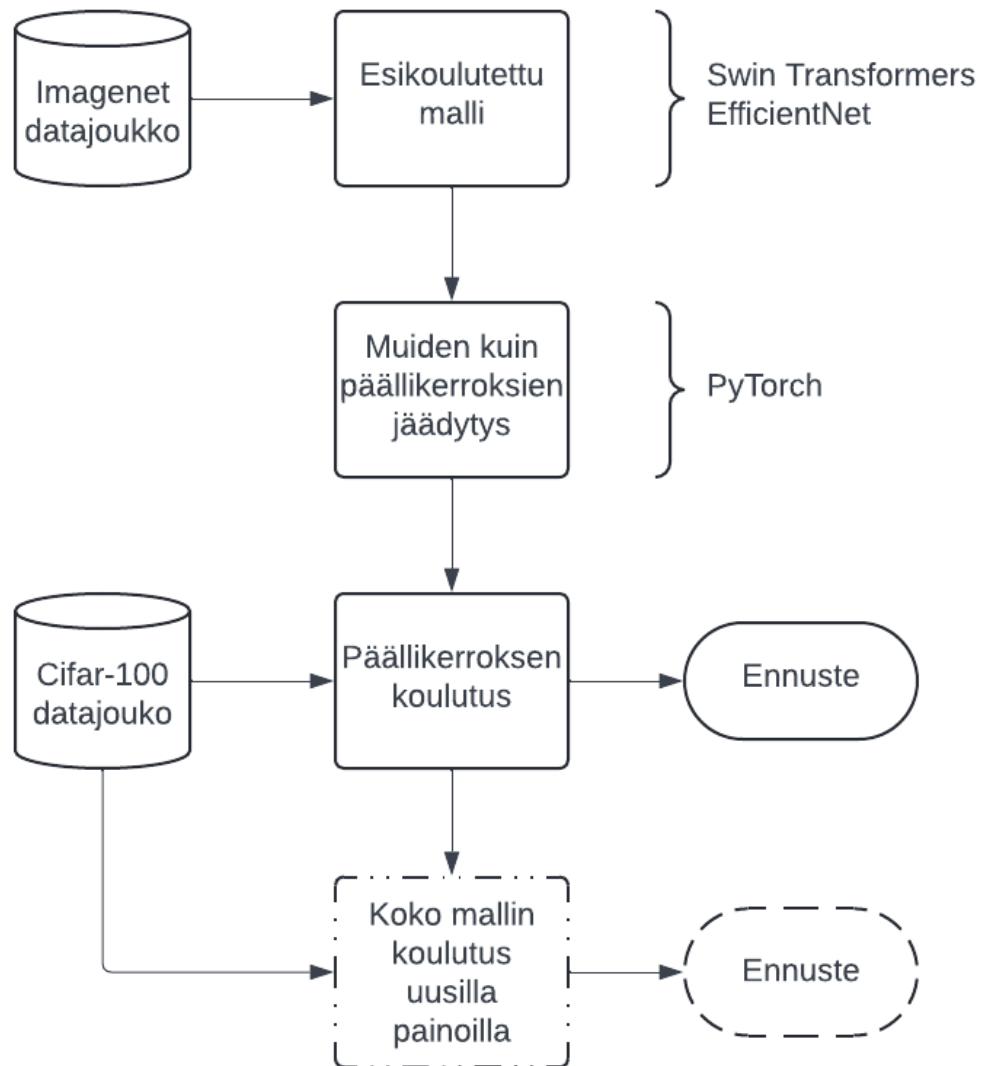 Imagenet
datajoukko
Esikoulutettu
malli
Swin Transformers
EfficientNet
Muiden kuin
päällikerroksien
jäädytys
PyTorch
Cifar-100
datajouko
Päällikerroksen
koulutus
Ennuste
Koko mallin
koulutus
uusilla
painoilla
Ennuste